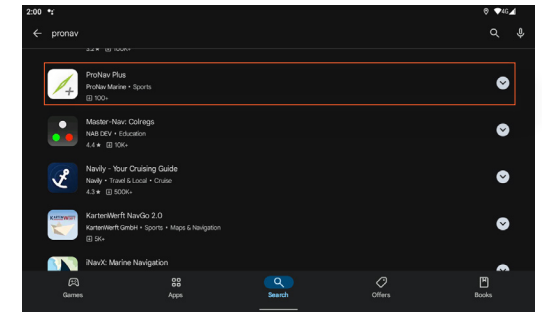 2:00
4G
pronav
ProNav Plus
ProNav Marine • Sports
100+
Master-Nav: Colregs
NAB DEV • Education
4.4 ★ 10K+
Navily - Your Cruising Guide
Navily • Travel & Local • Cruise
4.3 ★ 500K+
KartenWerft NavGo 2.0
KartenWerft GmbH • Sports • Maps & Navigation
5K+
iNavX: Marine Navigation
Games
Apps
Search
Offers
Books